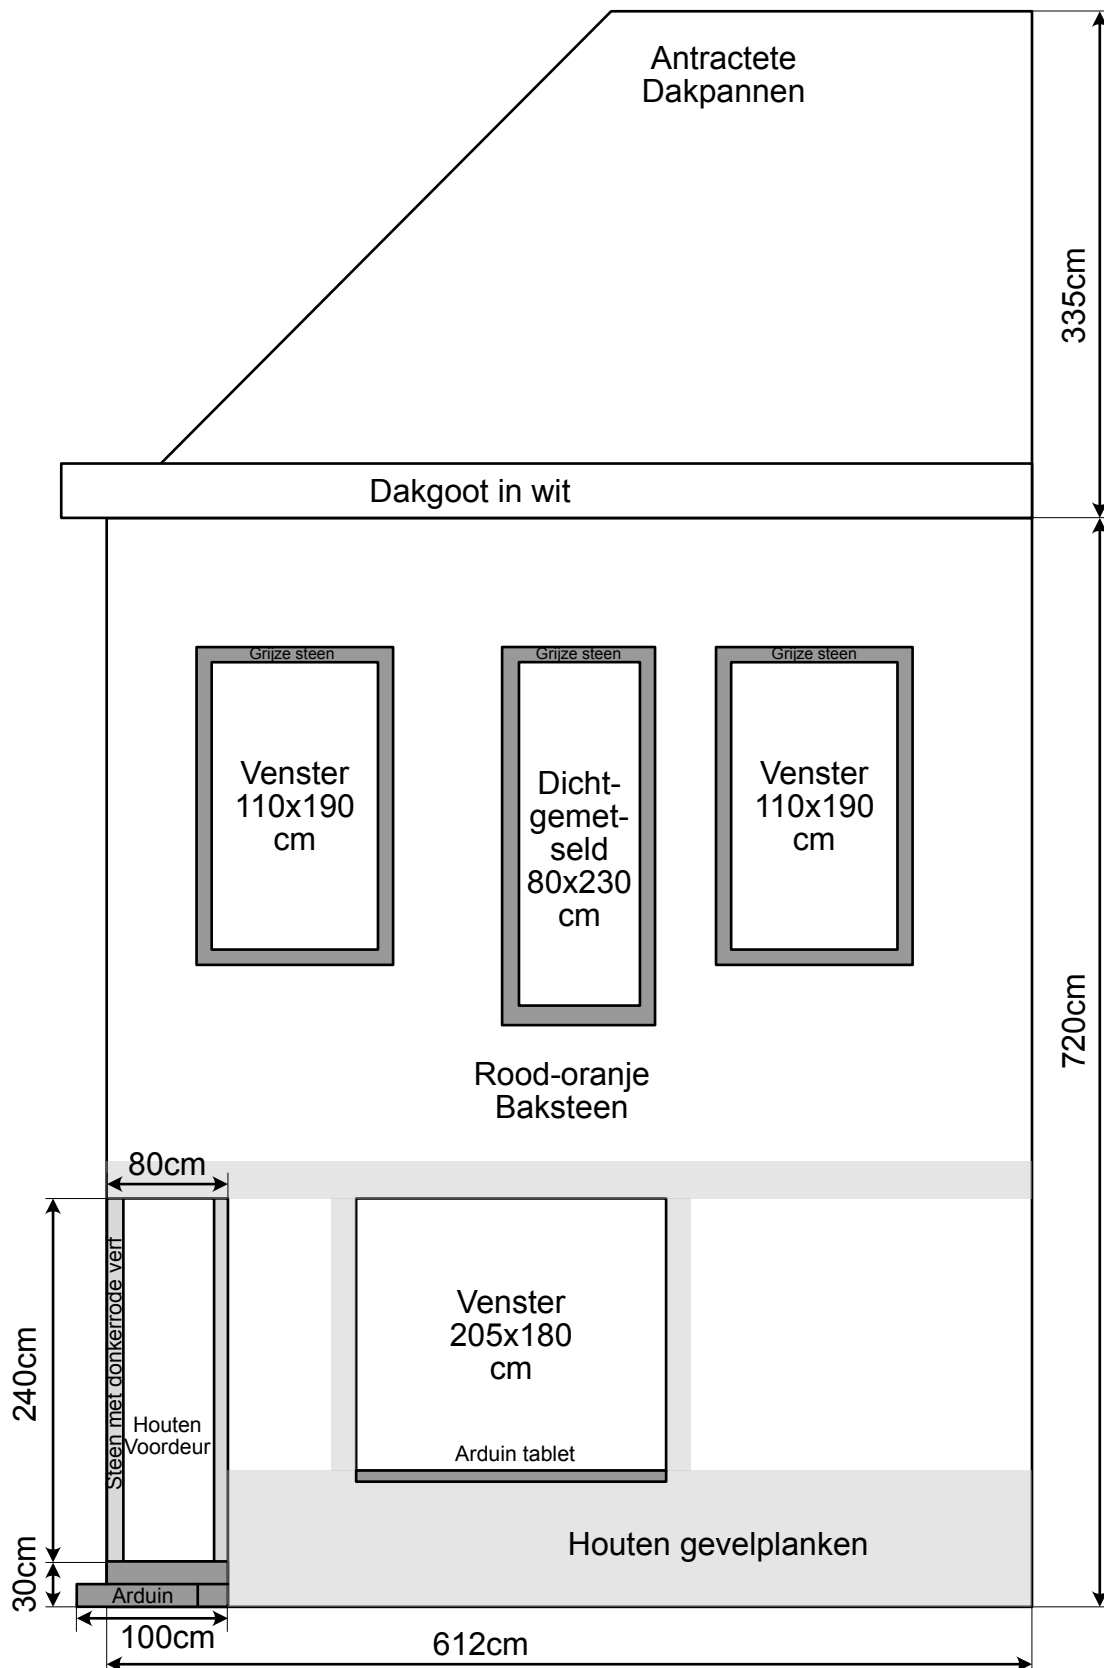 Antractete
Dakpannen
335cm
Dakgoot in wit
Grijze steen
Grijze steen
Grijze steen
Venster
110x190
cm
Dicht-
gemet-
seld
80x230
cm
Venster
110x190
cm
720cm
Rood-oranje
Baksteen
80cm
240cm
Steen met donkerrode verf
Houten
Voordeur
Venster
205x180
cm
Arduin tablet
Houten gevelplanken
30cm
Arduin
100cm
612cm